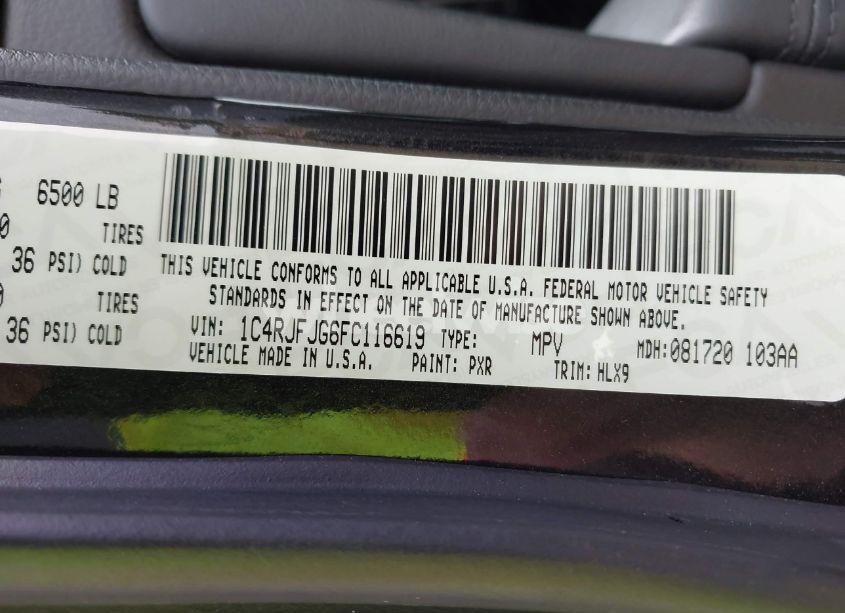 6500 LB
0 TIRES
36 PSI) COLD
TIRES
36 PSI) COLD
THIS VEHICLE CONFORMS TO ALL APPLICABLE U.S.A. FEDERAL MOTOR VEHICLE SAFETY
STANDARDS IN EFFECT ON THE DATE OF MANUFACTURE SHOWN ABOVE.
VIN: 1C4RJFJG6FC116619 TYPE: MPV MDH:081720 103AA
VEHICLE MADE IN U.S.A. PAINT: PXR TRIM: HLX9